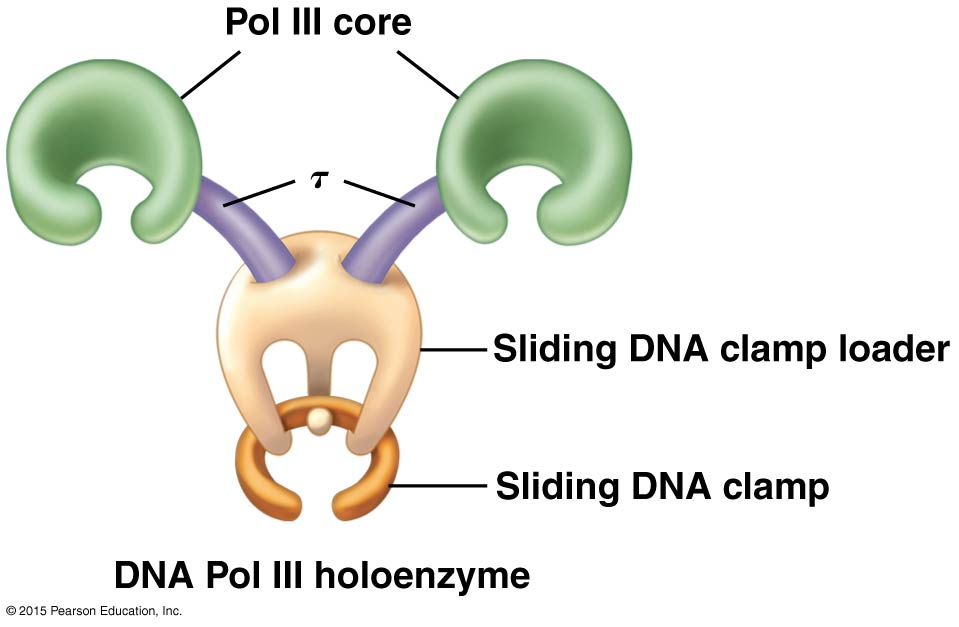 Pol III core
τ
Sliding DNA clamp loader
Sliding DNA clamp
DNA Pol III holoenzyme
© 2015 Pearson Education, Inc.